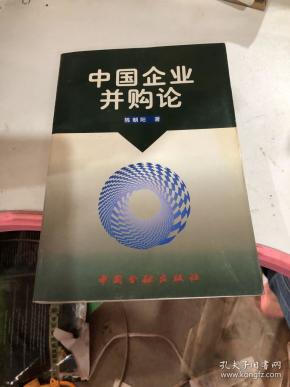 中国企业
并购论
陈朝阳 著
中国金融出版社
孔夫子旧书网
kongfz.com